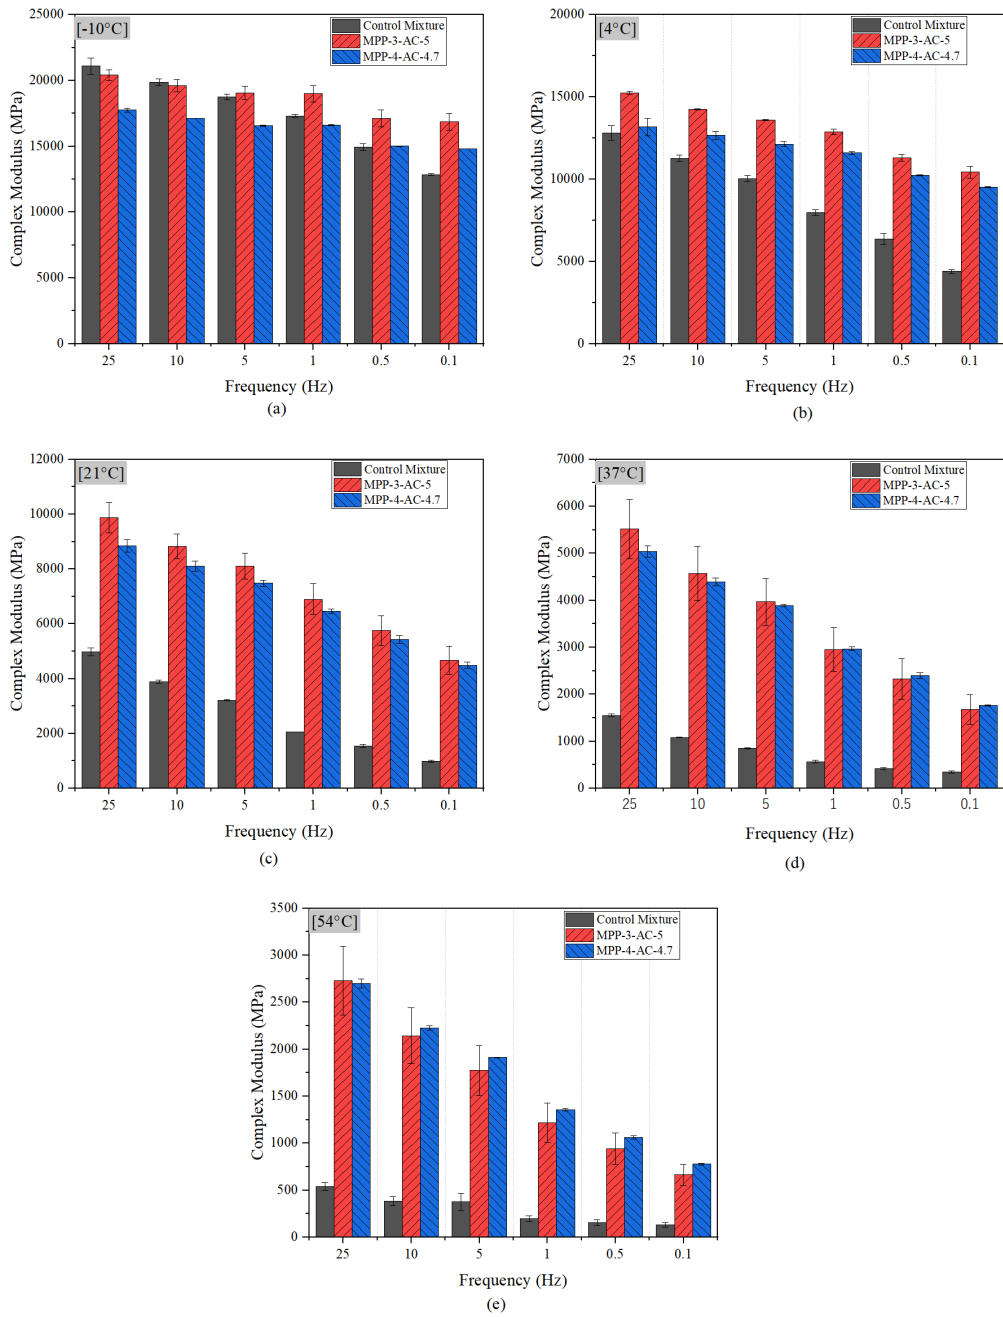 [-10°C]
Control Mixture
MPP-3-AC-5
MPP-4-AC-4.7
Complex Modulus (MPa)
25000
20000
15000
10000
5000
0
25 10 5 1 0.5 0.1
Frequency (Hz)
(a)
[4°C]
Control Mixture
MPP-3-AC-5
MPP-4-AC-4.7
Complex Modulus (MPa)
20000
15000
10000
5000
0
25 10 5 1 0.5 0.1
Frequency (Hz)
(b)
[21°C]
Control Mixture
MPP-3-AC-5
MPP-4-AC-4.7
Complex Modulus (MPa)
12000
10000
8000
6000
4000
2000
0
25 10 5 1 0.5 0.1
Frequency (Hz)
(c)
[37°C]
Control Mixture
MPP-3-AC-5
MPP-4-AC-4.7
Complex Modulus (MPa)
7000
6000
5000
4000
3000
2000
1000
0
25 10 5 1 0.5 0.1
Frequency (Hz)
(d)
[54°C]
Control Mixture
MPP-3-AC-5
MPP-4-AC-4.7
Complex Modulus (MPa)
3500
3000
2500
2000
1500
1000
500
0
25 10 5 1 0.5 0.1
Frequency (Hz)
(e)